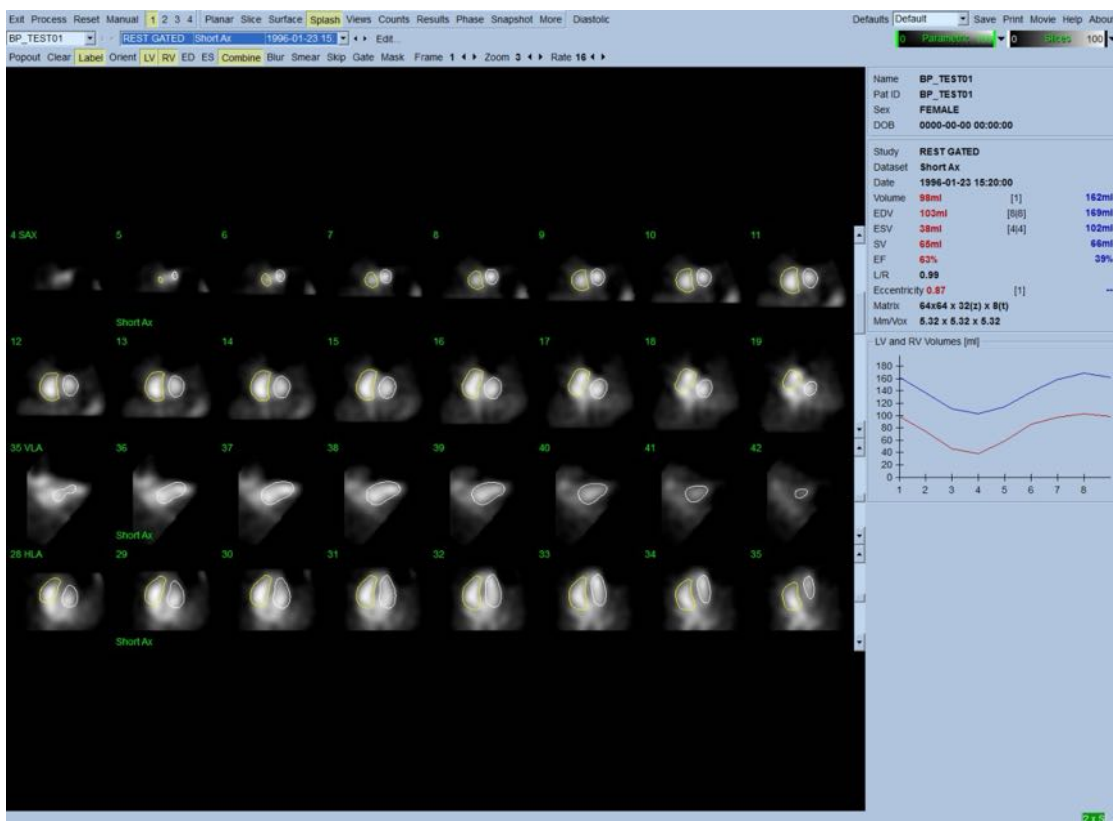 Exit Process Reset Manual 1 2 3 4 Planar Slice Surface Splash Views Counts Results Phase Snapshot More Diastolic Defaults Default Save Print Movie Help About
BP_TEST01 REST GATED Short Ax 1996-01-23 15: Edit... 0 Parametric 0 Slices 100
Popout Clear Label Orient LV RV ED ES Combine Blur Smear Skip Gate Mask Frame 1 Zoom 3 Rate 16
Name BP_TEST01
Pat ID BP_TEST01
Sex FEMALE
DOB 0000-00-00 00:00:00
Study REST GATED
Dataset Short Ax
Date 1996-01-23 15:20:00
Volume 98ml [1] 162ml
EDV 103ml [8|8] 169ml
ESV 38ml [4|4] 102ml
SV 65ml 66ml
EF 63% 39%
L/R 0.99
Eccentricity 0.87 [1] --
Matrix 64x64 x 32(z) x 8(t)
Mm/Vox 5.32 x 5.32 x 5.32
LV and RV Volumes [ml]
180
160
140
120
100
80
60
40
20
0
1 2 3 4 5 6 7 8
4 SAX 5 6 7 8 9 10 11
Short Ax
12 13 14 15 16 17 18 19
35 VLA 36 37 38 39 40 41 42
Short Ax
28 HLA 29 30 31 32 33 34 35
Short Ax
2 x S